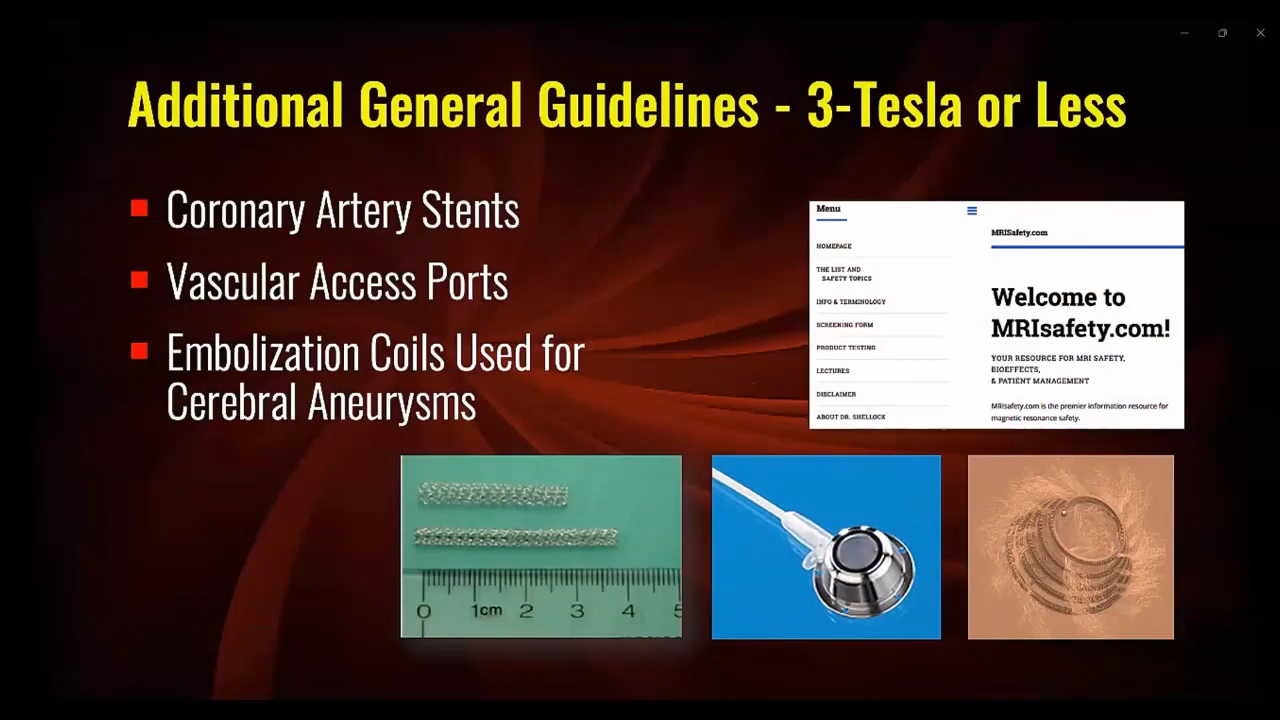 Additional General Guidelines - 3-Tesla or Less
Coronary Artery Stents
Vascular Access Ports
Embolization Coils Used for
Cerebral Aneurysms
Menu
HOMEPAGE
THE LIST AND
SAFETY TOPICS
INFO & TERMINOLOGY
SCREENING FORM
PRODUCT TESTING
LECTURES
DISCLAIMER
ABOUT DR. SHELLOCK
MRISafety.com
Welcome to
MRIsafety.com!
YOUR RESOURCE FOR MRI SAFETY,
BIOEFFECTS,
& PATIENT MANAGEMENT
MRIsafety.com is the premier information resource for
magnetic resonance safety.
0 1cm 2 3 4 5